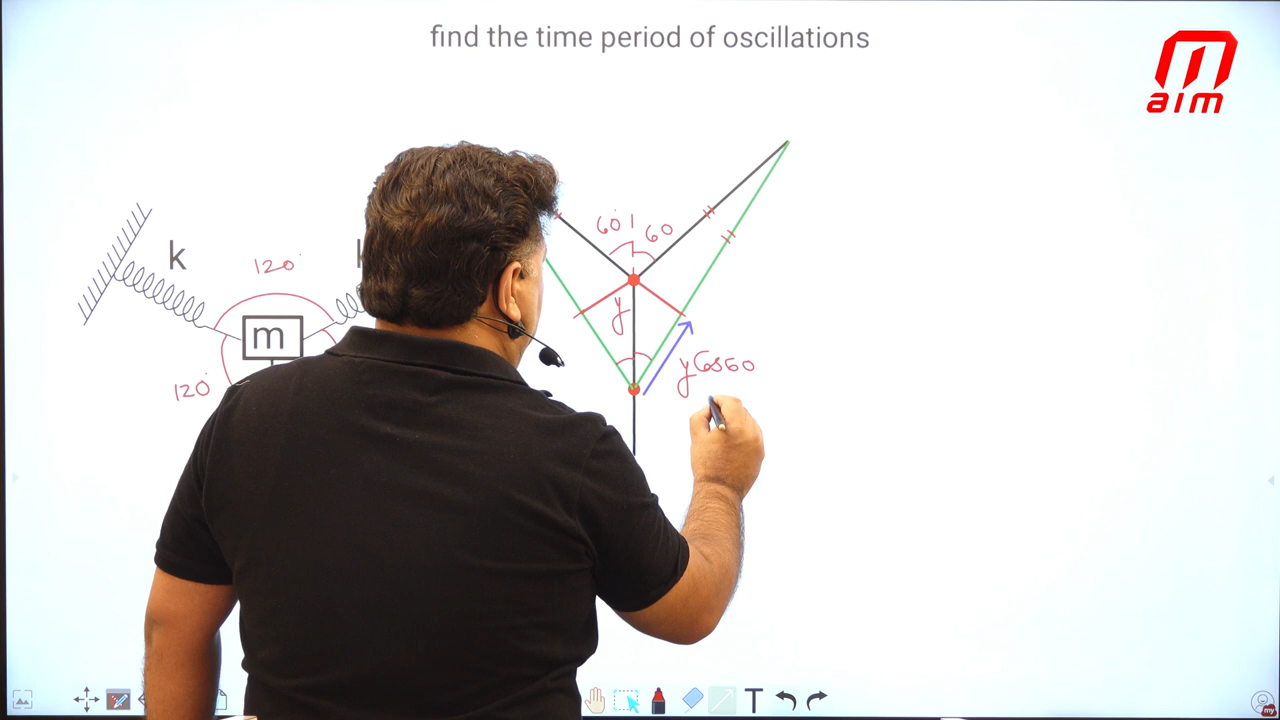 find the time period of oscillations
aim
k
120°
m
120°
60°
60
y
y Cos60
T